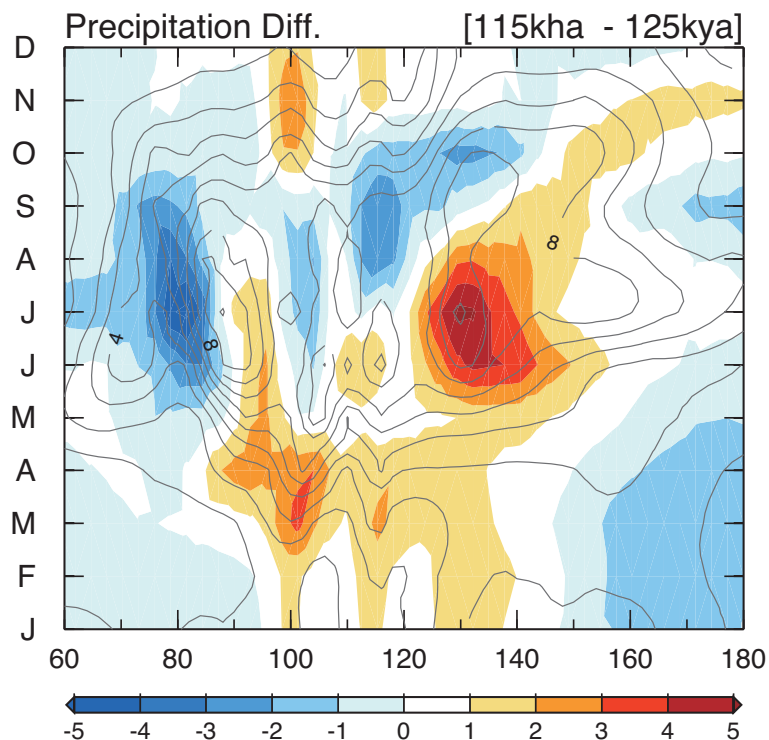 Precipitation Diff. [115kha - 125kya]
D
N
O
S
A
J
J
M
A
M
F
J
8
4
8
60 80 100 120 140 160 180
-5 -4 -3 -2 -1 0 1 2 3 4 5